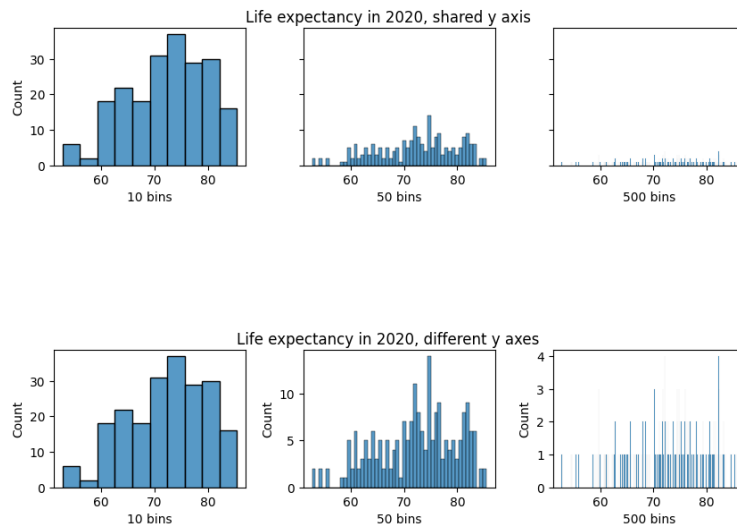 Life expectancy in 2020, shared y axis
30
20
10
0
Count
60 70 80
10 bins
60 70 80
50 bins
60 70 80
500 bins
Life expectancy in 2020, different y axes
30
20
10
0
Count
60 70 80
10 bins
10
5
0
Count
60 70 80
50 bins
4
3
2
1
0
Count
60 70 80
500 bins